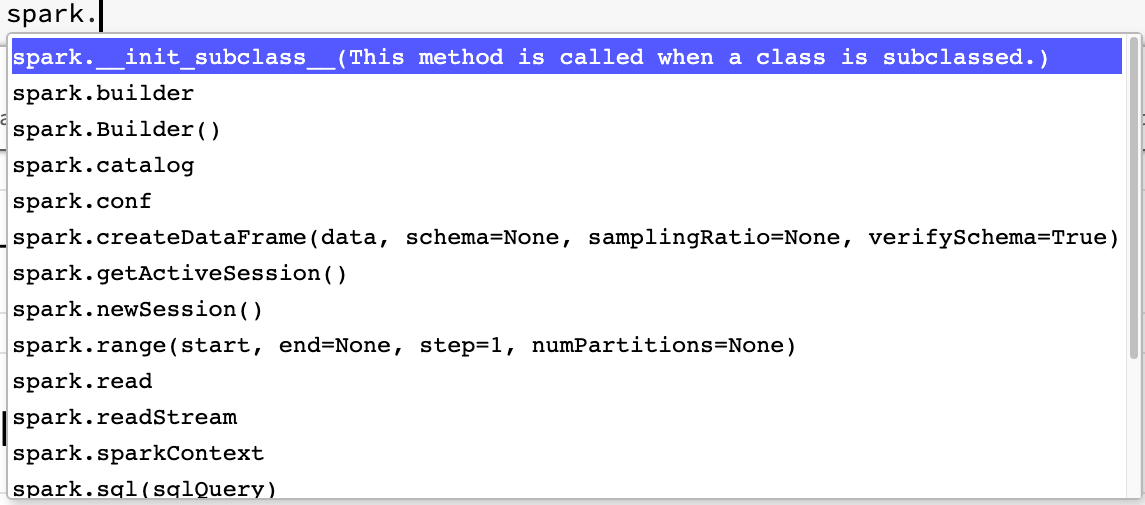 spark.
spark.__init_subclass__(This method is called when a class is subclassed.)
spark.builder
spark.Builder()
spark.catalog
spark.conf
spark.createDataFrame(data, schema=None, samplingRatio=None, verifySchema=True)
spark.getActiveSession()
spark.newSession()
spark.range(start, end=None, step=1, numPartitions=None)
spark.read
spark.readStream
spark.sparkContext
spark.sql(sqlQuery)